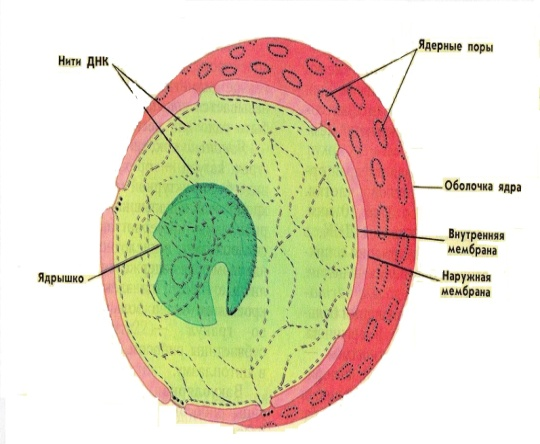 Ядерные поры
Нити ДНК
Оболочка ядра
Внутренняя
мембрана
Наружная
мембрана
Ядрышко